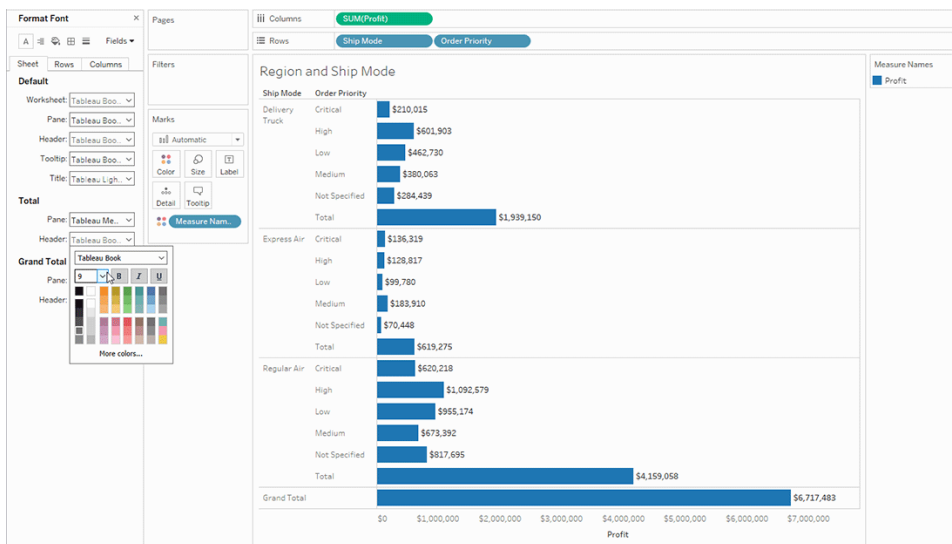 Format Font ×
A Fields
Sheet Rows Columns
Default
Worksheet: Tableau Boo..
Pane: Tableau Boo..
Header: Tableau Boo..
Tooltip: Tableau Boo..
Title: Tableau Ligh..
Total
Pane: Tableau Me..
Header: Tableau Boo..
Grand Total
Pane:
Header:
Tableau Book
9 B I U
More colors...
Pages
Filters
Marks
Automatic
Color Size Label
Detail Tooltip
Measure Nam..
Columns SUM(Profit)
Rows Ship Mode Order Priority
Region and Ship Mode
Ship Mode Order Priority
Delivery Truck Critical $210,015
High $601,903
Low $462,730
Medium $380,063
Not Specified $284,439
Total $1,939,150
Express Air Critical $136,319
High $128,817
Low $99,780
Medium $183,910
Not Specified $70,448
Total $619,275
Regular Air Critical $620,218
High $1,092,579
Low $955,174
Medium $673,392
Not Specified $817,695
Total $4,159,058
Grand Total $6,717,483
$0 $1,000,000 $2,000,000 $3,000,000 $4,000,000 $5,000,000 $6,000,000 $7,000,000
Profit
Measure Names
Profit